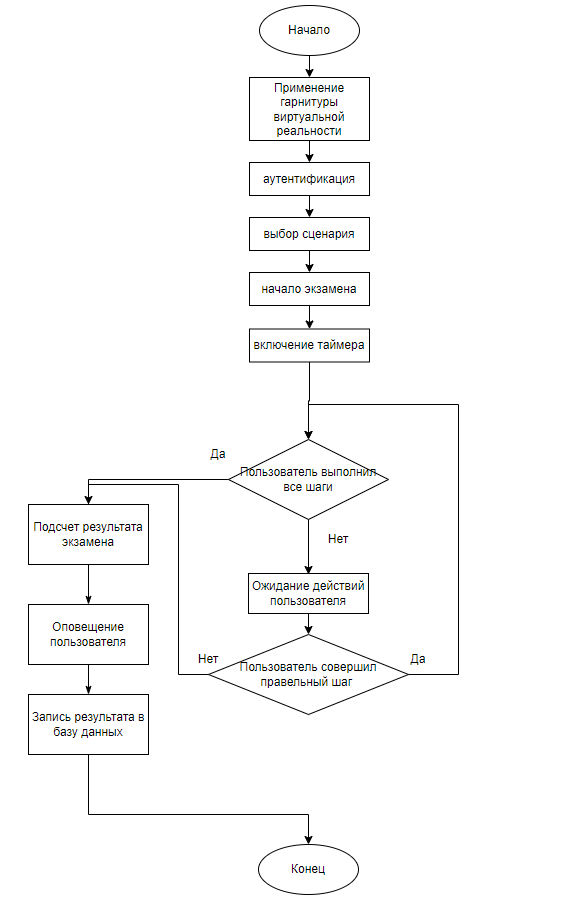 Начало
Применение
гарнитуры
виртуальной
реальности
аутентификация
выбор сценария
начало экзамена
включение таймера
Да
Пользователь выполнил
все шаги
Подсчет результата
экзамена
Нет
Ожидание действий
пользователя
Оповещение
пользователя
Нет
Пользователь совершил
правельный шаг
Да
Запись результата в
базу данных
Конец